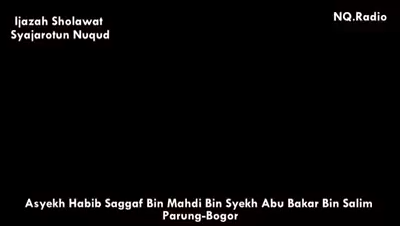 Ijazah Sholawat
Syajarotun Nuqud
NQ.Radio
Asyekh Habib Saggaf Bin Mahdi Bin Syekh Abu Bakar Bin Salim
Parung-Bogor